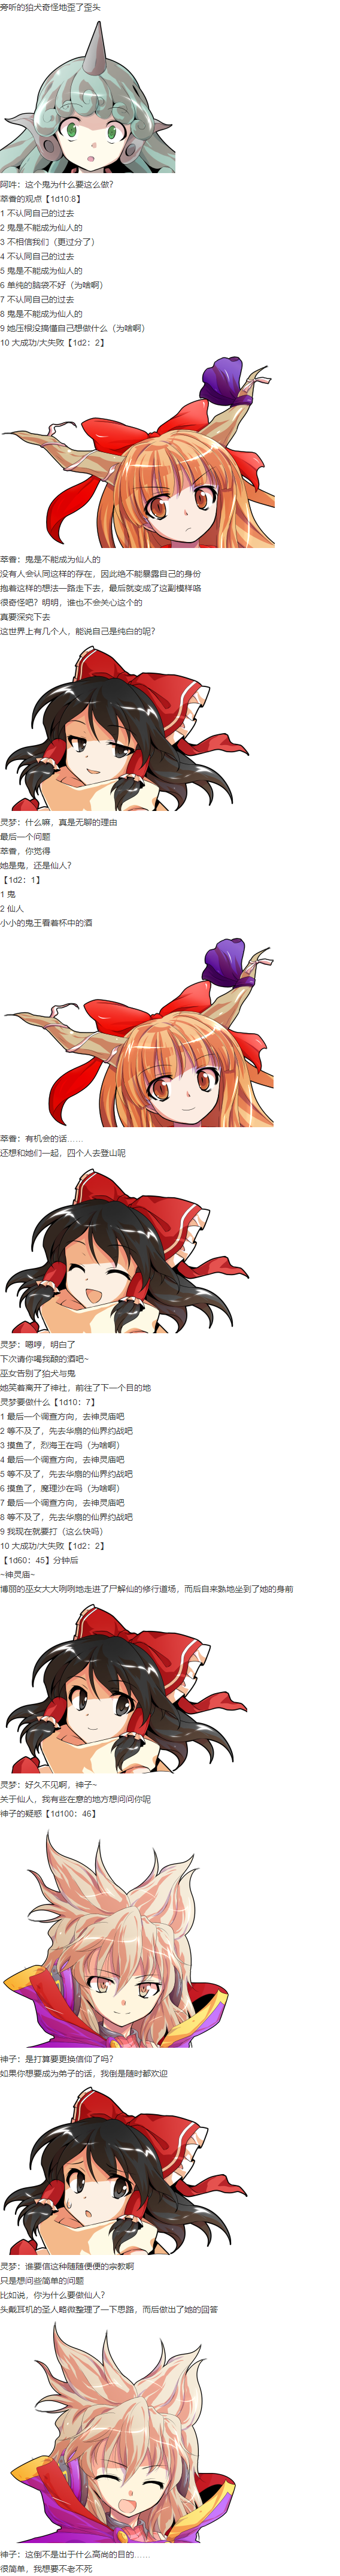 旁听的狛犬奇怪地歪了歪头
阿吽：这个鬼为什么要这么做？
萃香的观点【1d10:8】
1 不认同自己的过去
2 鬼是不能成为仙人的
3 不相信我们（更过分了）
4 不认同自己的过去
5 鬼是不能成为仙人的
6 单纯的脑袋不好（为啥啊）
7 不认同自己的过去
8 鬼是不能成为仙人的
9 她压根没搞懂自己想做什么（为啥啊）
10 大成功/大失败【1d2：2】
萃香：鬼是不能成为仙人的
没有人会认同这样的存在，因此绝不能暴露自己的身份
抱着这样的想法一路走下去，最后就变成了这副模样咯
很奇怪吧？明明，谁也不会关心这个的
真要深究下去
这世界上有几个人，能说自己是纯白的呢？
灵梦：什么嘛，真是无聊的理由
最后一个问题
萃香，你觉得
她是鬼，还是仙人？
【1d2：1】
1 鬼
2 仙人
小小的鬼王看着杯中的酒
萃香：有机会的话……
还想和她们一起，四个人去登山呢
灵梦：嗯哼，明白了
下次请你喝我酿的酒吧~
巫女告别了狛犬与鬼
她笑着离开了神社，前往了下一个目的地
灵梦要做什么【1d10：7】
1 最后一个调查方向，去神灵庙吧
2 等不及了，先去华扇的仙界约战吧
3 摸鱼了，烈海王在吗（为啥啊）
4 最后一个调查方向，去神灵庙吧
5 等不及了，先去华扇的仙界约战吧
6 摸鱼了，魔理沙在吗（为啥啊）
7 最后一个调查方向，去神灵庙吧
8 等不及了，先去华扇的仙界约战吧
9 我现在就要打（这么快吗）
10 大成功/大失败【1d2：2】
【1d60：45】分钟后
~神灵庙~
博丽的巫女大大咧咧地走进了尸解仙的修行道场，而后自来熟地坐到了她的身前
灵梦：好久不见啊，神子~
关于仙人，我有些在意的地方想问问你呢
神子的疑惑【1d100：46】
神子：是打算要更换信仰了吗？
如果你想要成为弟子的话，我倒是随时都欢迎
灵梦：谁要信这种随随便便的宗教啊
只是想问些简单的问题
比如说，你为什么要做仙人？
头戴耳机的圣人略微整理了一下思路，而后做出了她的回答
神子：这倒不是出于什么高尚的目的……
很简单，我想要不老不死